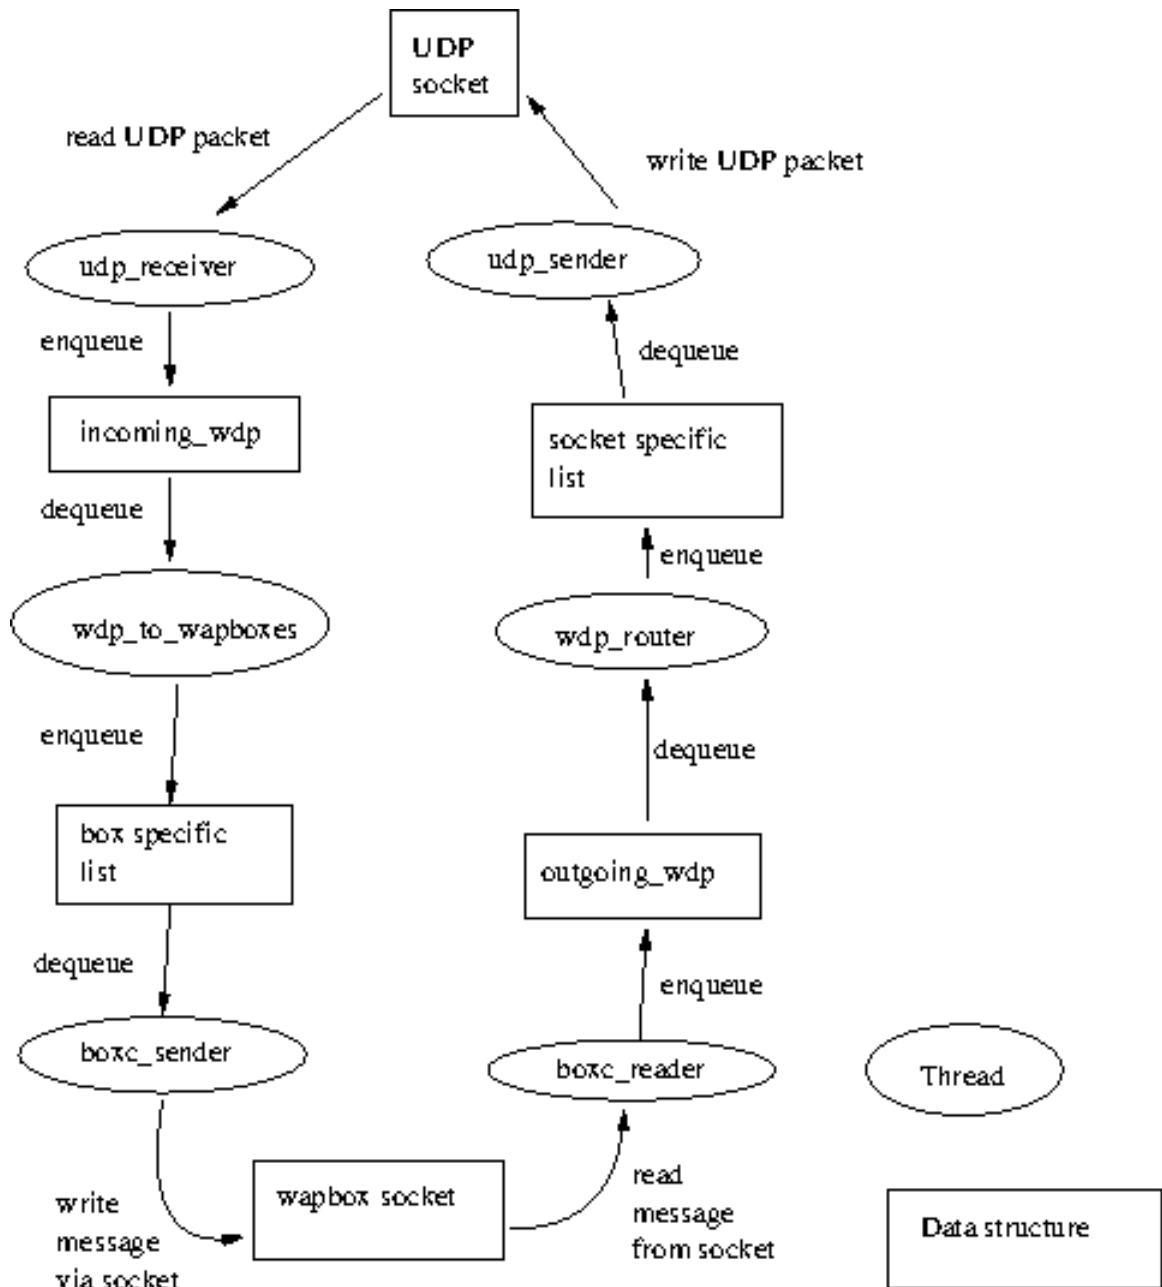 UDP
socket
read UDP packet
write UDP packet
udp_receiver
udp_sender
enqueue
dequeue
incoming_wdp
socket specific
list
dequeue
enqueue
wdp_to_wapboxes
wdp_router
enqueue
dequeue
box specific
list
outgoing_wdp
dequeue
enqueue
boxc_sender
boxc_reader
Thread
write
message
via socket
wapbox socket
read
message
from socket
Data structure